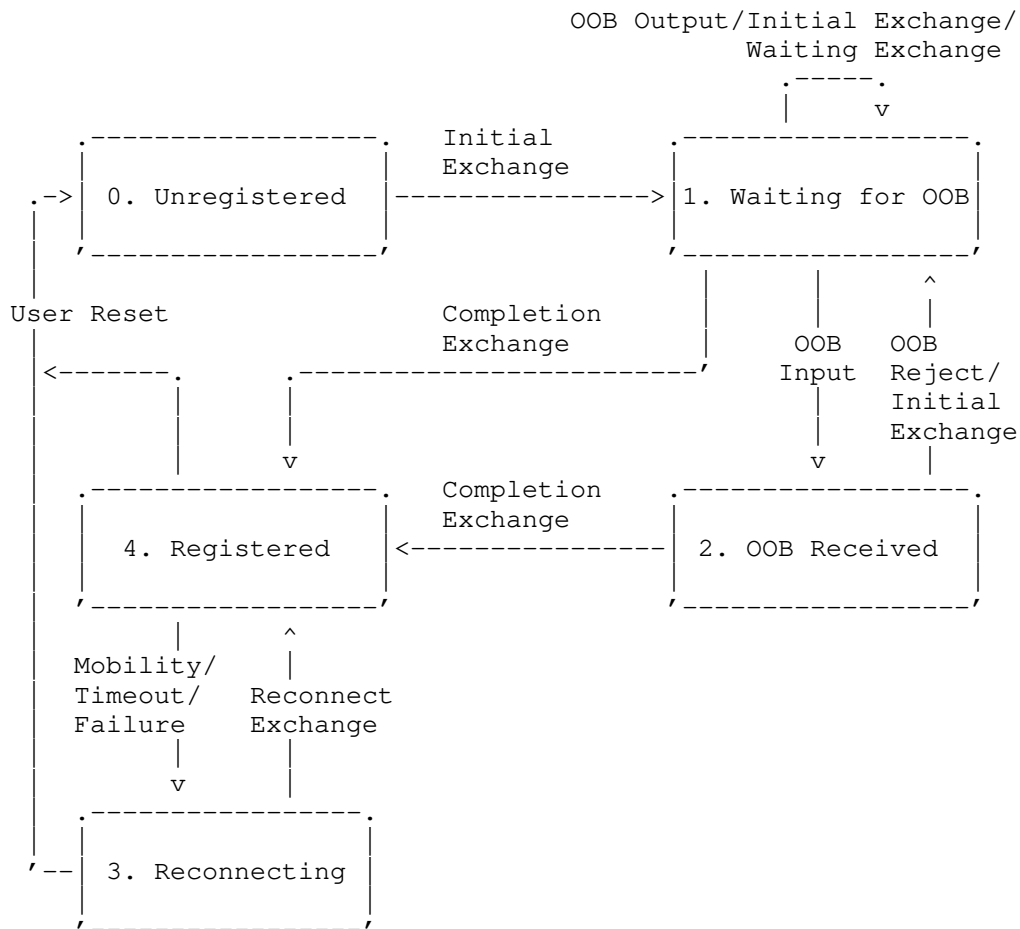 OOB Output/Initial Exchange/
Waiting Exchange
Initial
Exchange
0. Unregistered
1. Waiting for OOB
User Reset
Completion
Exchange
OOB
Input
OOB
Reject/
Initial
Exchange
Completion
Exchange
4. Registered
2. OOB Received
Mobility/
Timeout/
Failure
Reconnect
Exchange
3. Reconnecting